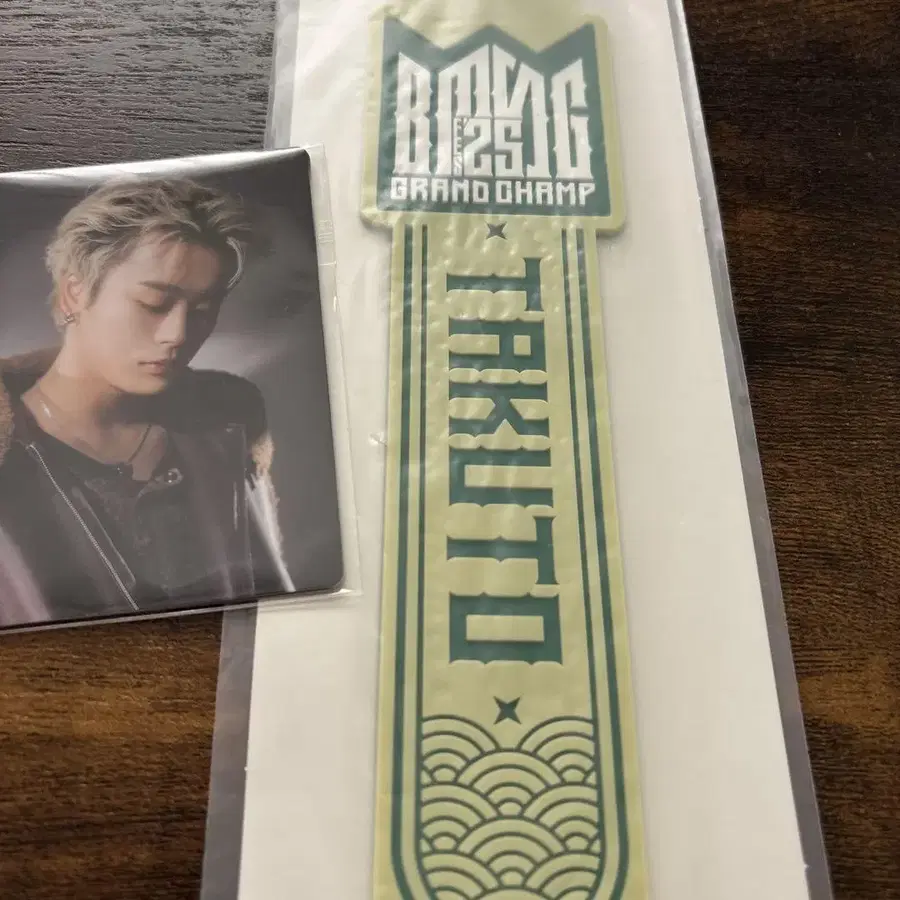 BMSG
FES
'25
GRAND CHAMP
TAKUTO